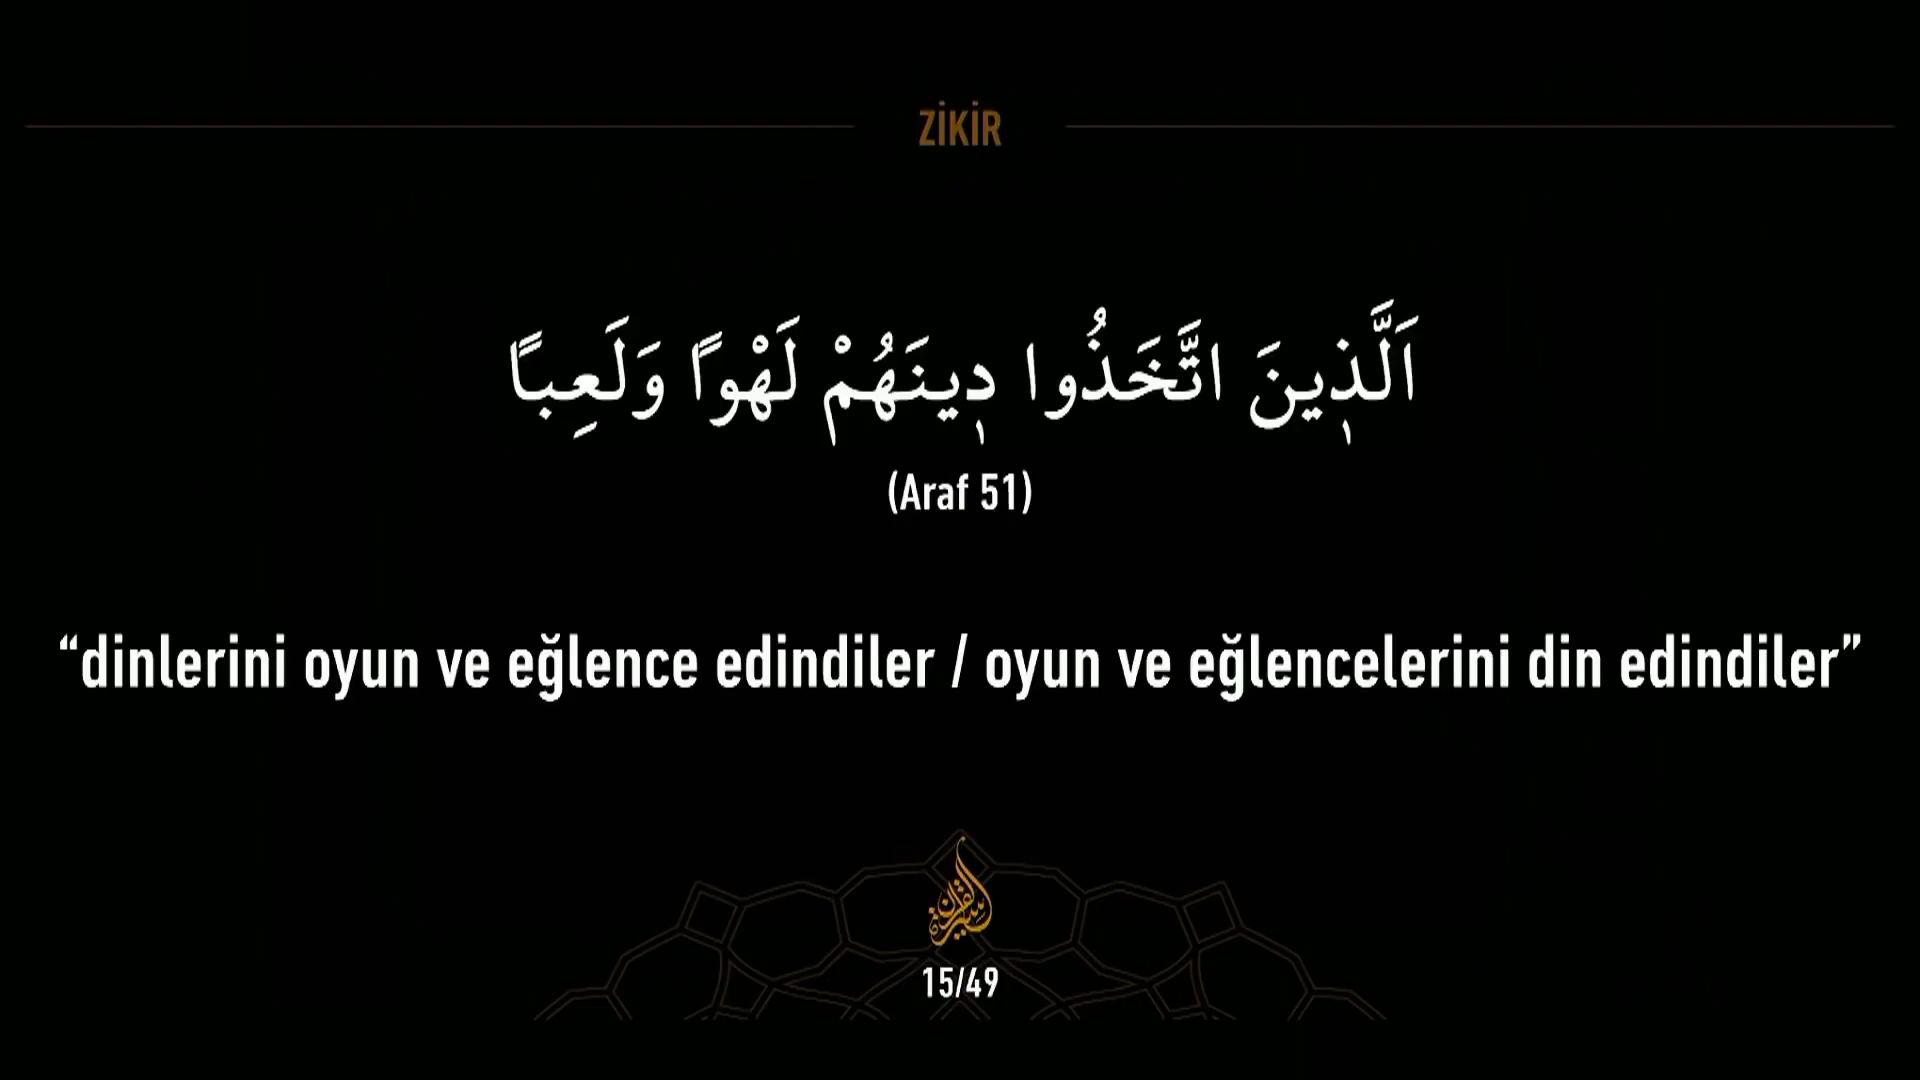 ZİKİR
اَلَّذ۪ينَ اتَّخَذُوا د۪ينَهُمْ لَهْوًا وَلَعِبًا
(Araf 51)
“dinlerini oyun ve eğlence edindiler / oyun ve eğlencelerini din edindiler”
15/49